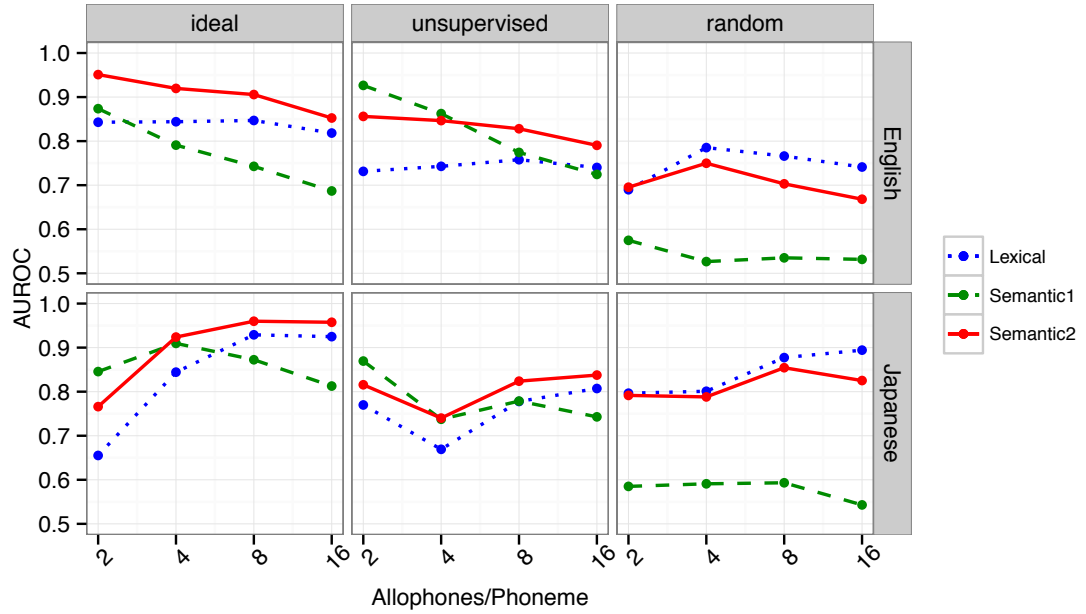 ideal unsupervised random
1.0
0.9
0.8
0.7
0.6
0.5
English
1.0
0.9
0.8
0.7
0.6
0.5
Japanese
AUROC
2 4 8 16 2 4 8 16 2 4 8 16
Allophones/Phoneme
Lexical
Semantic1
Semantic2